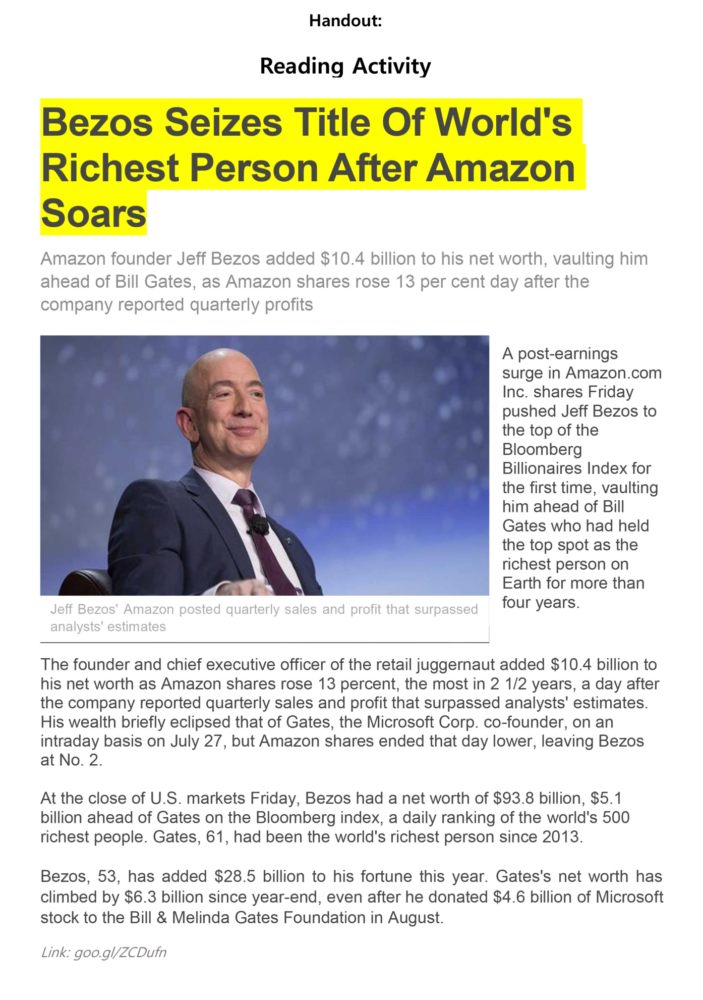 Handout:
Reading Activity
Bezos Seizes Title Of World's
Richest Person After Amazon
Soars
Amazon founder Jeff Bezos added $10.4 billion to his net worth, vaulting him
ahead of Bill Gates, as Amazon shares rose 13 per cent day after the
company reported quarterly profits
A post-earnings
surge in Amazon.com
Inc. shares Friday
pushed Jeff Bezos to
the top of the
Bloomberg
Billionaires Index for
the first time, vaulting
him ahead of Bill
Gates who had held
the top spot as the
richest person on
Earth for more than
four years.
Jeff Bezos' Amazon posted quarterly sales and profit that surpassed
analysts' estimates
The founder and chief executive officer of the retail juggernaut added $10.4 billion to
his net worth as Amazon shares rose 13 percent, the most in 2 1/2 years, a day after
the company reported quarterly sales and profit that surpassed analysts' estimates.
His wealth briefly eclipsed that of Gates, the Microsoft Corp. co-founder, on an
intraday basis on July 27, but Amazon shares ended that day lower, leaving Bezos
at No. 2.
At the close of U.S. markets Friday, Bezos had a net worth of $93.8 billion, $5.1
billion ahead of Gates on the Bloomberg index, a daily ranking of the world's 500
richest people. Gates, 61, had been the world's richest person since 2013.
Bezos, 53, has added $28.5 billion to his fortune this year. Gates's net worth has
climbed by $6.3 billion since year-end, even after he donated $4.6 billion of Microsoft
stock to the Bill & Melinda Gates Foundation in August.
Link: goo.gl/ZCDufn